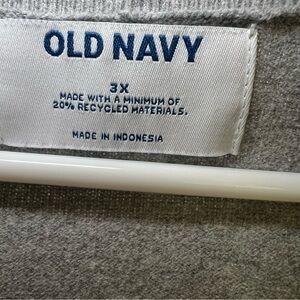 OLD NAVY
3X
MADE WITH A MINIMUM OF
20% RECYCLED MATERIALS.
MADE IN INDONESIA